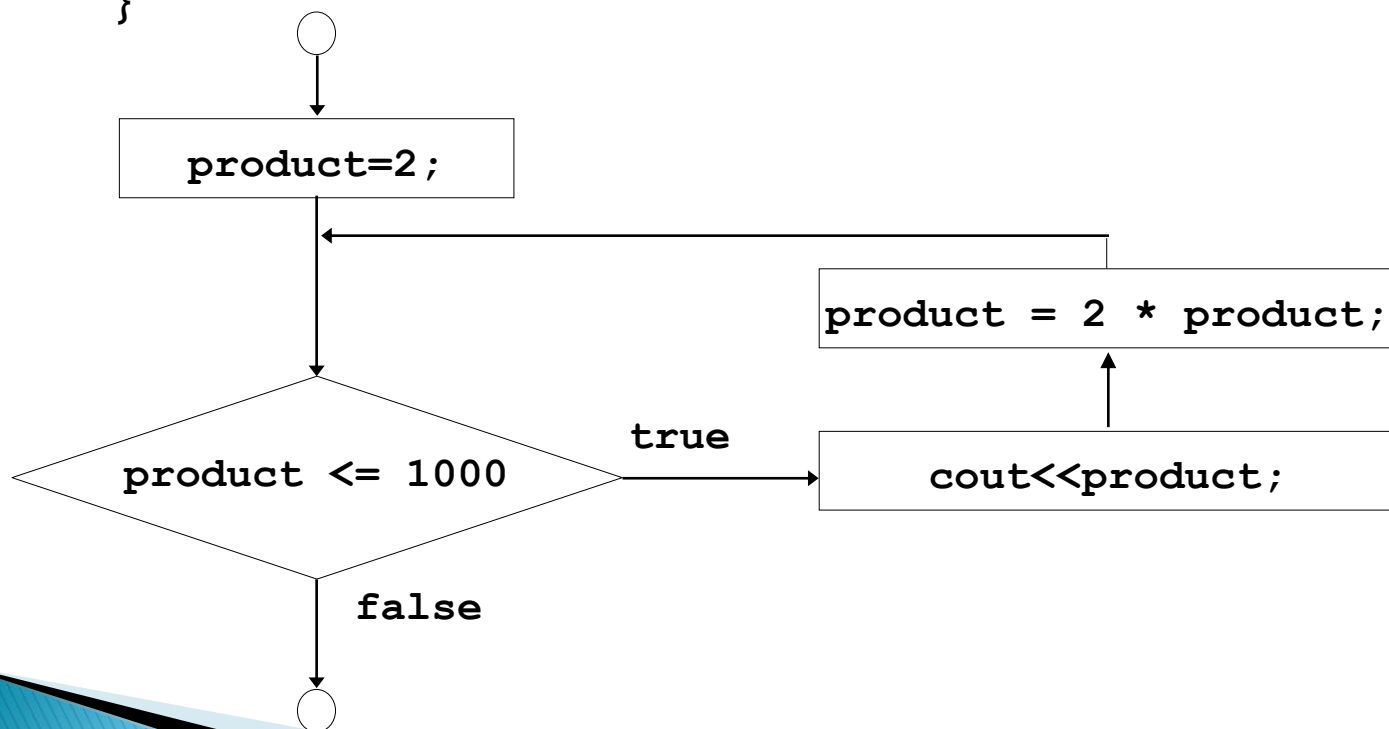 }
product=2;
product = 2 * product;
true
product <= 1000
cout<<product;
false